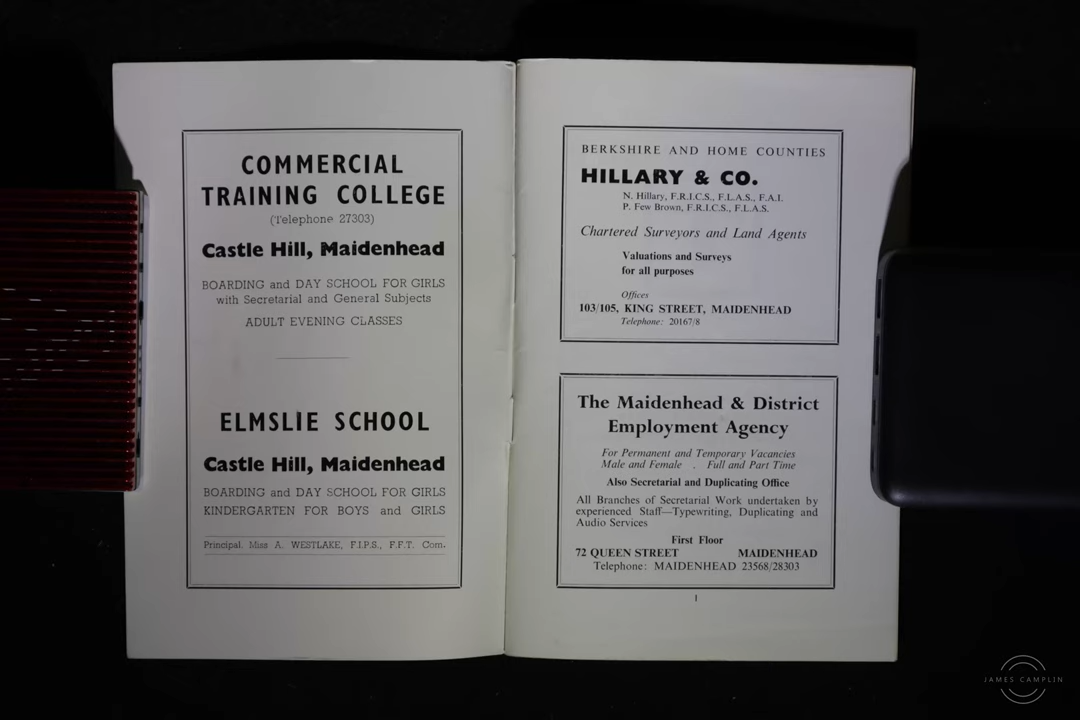 COMMERCIAL
TRAINING COLLEGE
(Telephone 27303)
Castle Hill, Maidenhead
BOARDING and DAY SCHOOL FOR GIRLS
with Secretarial and General Subjects
ADULT EVENING CLASSES
ELMSLIE SCHOOL
Castle Hill, Maidenhead
BOARDING and DAY SCHOOL FOR GIRLS
KINDERGARTEN FOR BOYS and GIRLS
Principal. Miss A. WESTLAKE, F.I.P.S., F.F.T. Com.
BERKSHIRE AND HOME COUNTIES
HILLARY & CO.
N. Hillary, F.R.I.C.S., F.L.A.S., F.A.I.
P. Few Brown, F.R.I.C.S., F.L.A.S.
Chartered Surveyors and Land Agents
Valuations and Surveys
for all purposes
Offices
103/105, KING STREET, MAIDENHEAD
Telephone: 20167/8
The Maidenhead & District
Employment Agency
For Permanent and Temporary Vacancies
Male and Female . Full and Part Time
Also Secretarial and Duplicating Office
All Branches of Secretarial Work undertaken by
experienced Staff—Typewriting, Duplicating and
Audio Services
First Floor
72 QUEEN STREET MAIDENHEAD
Telephone: MAIDENHEAD 23568/28303
1
JAMES CAMPLIN